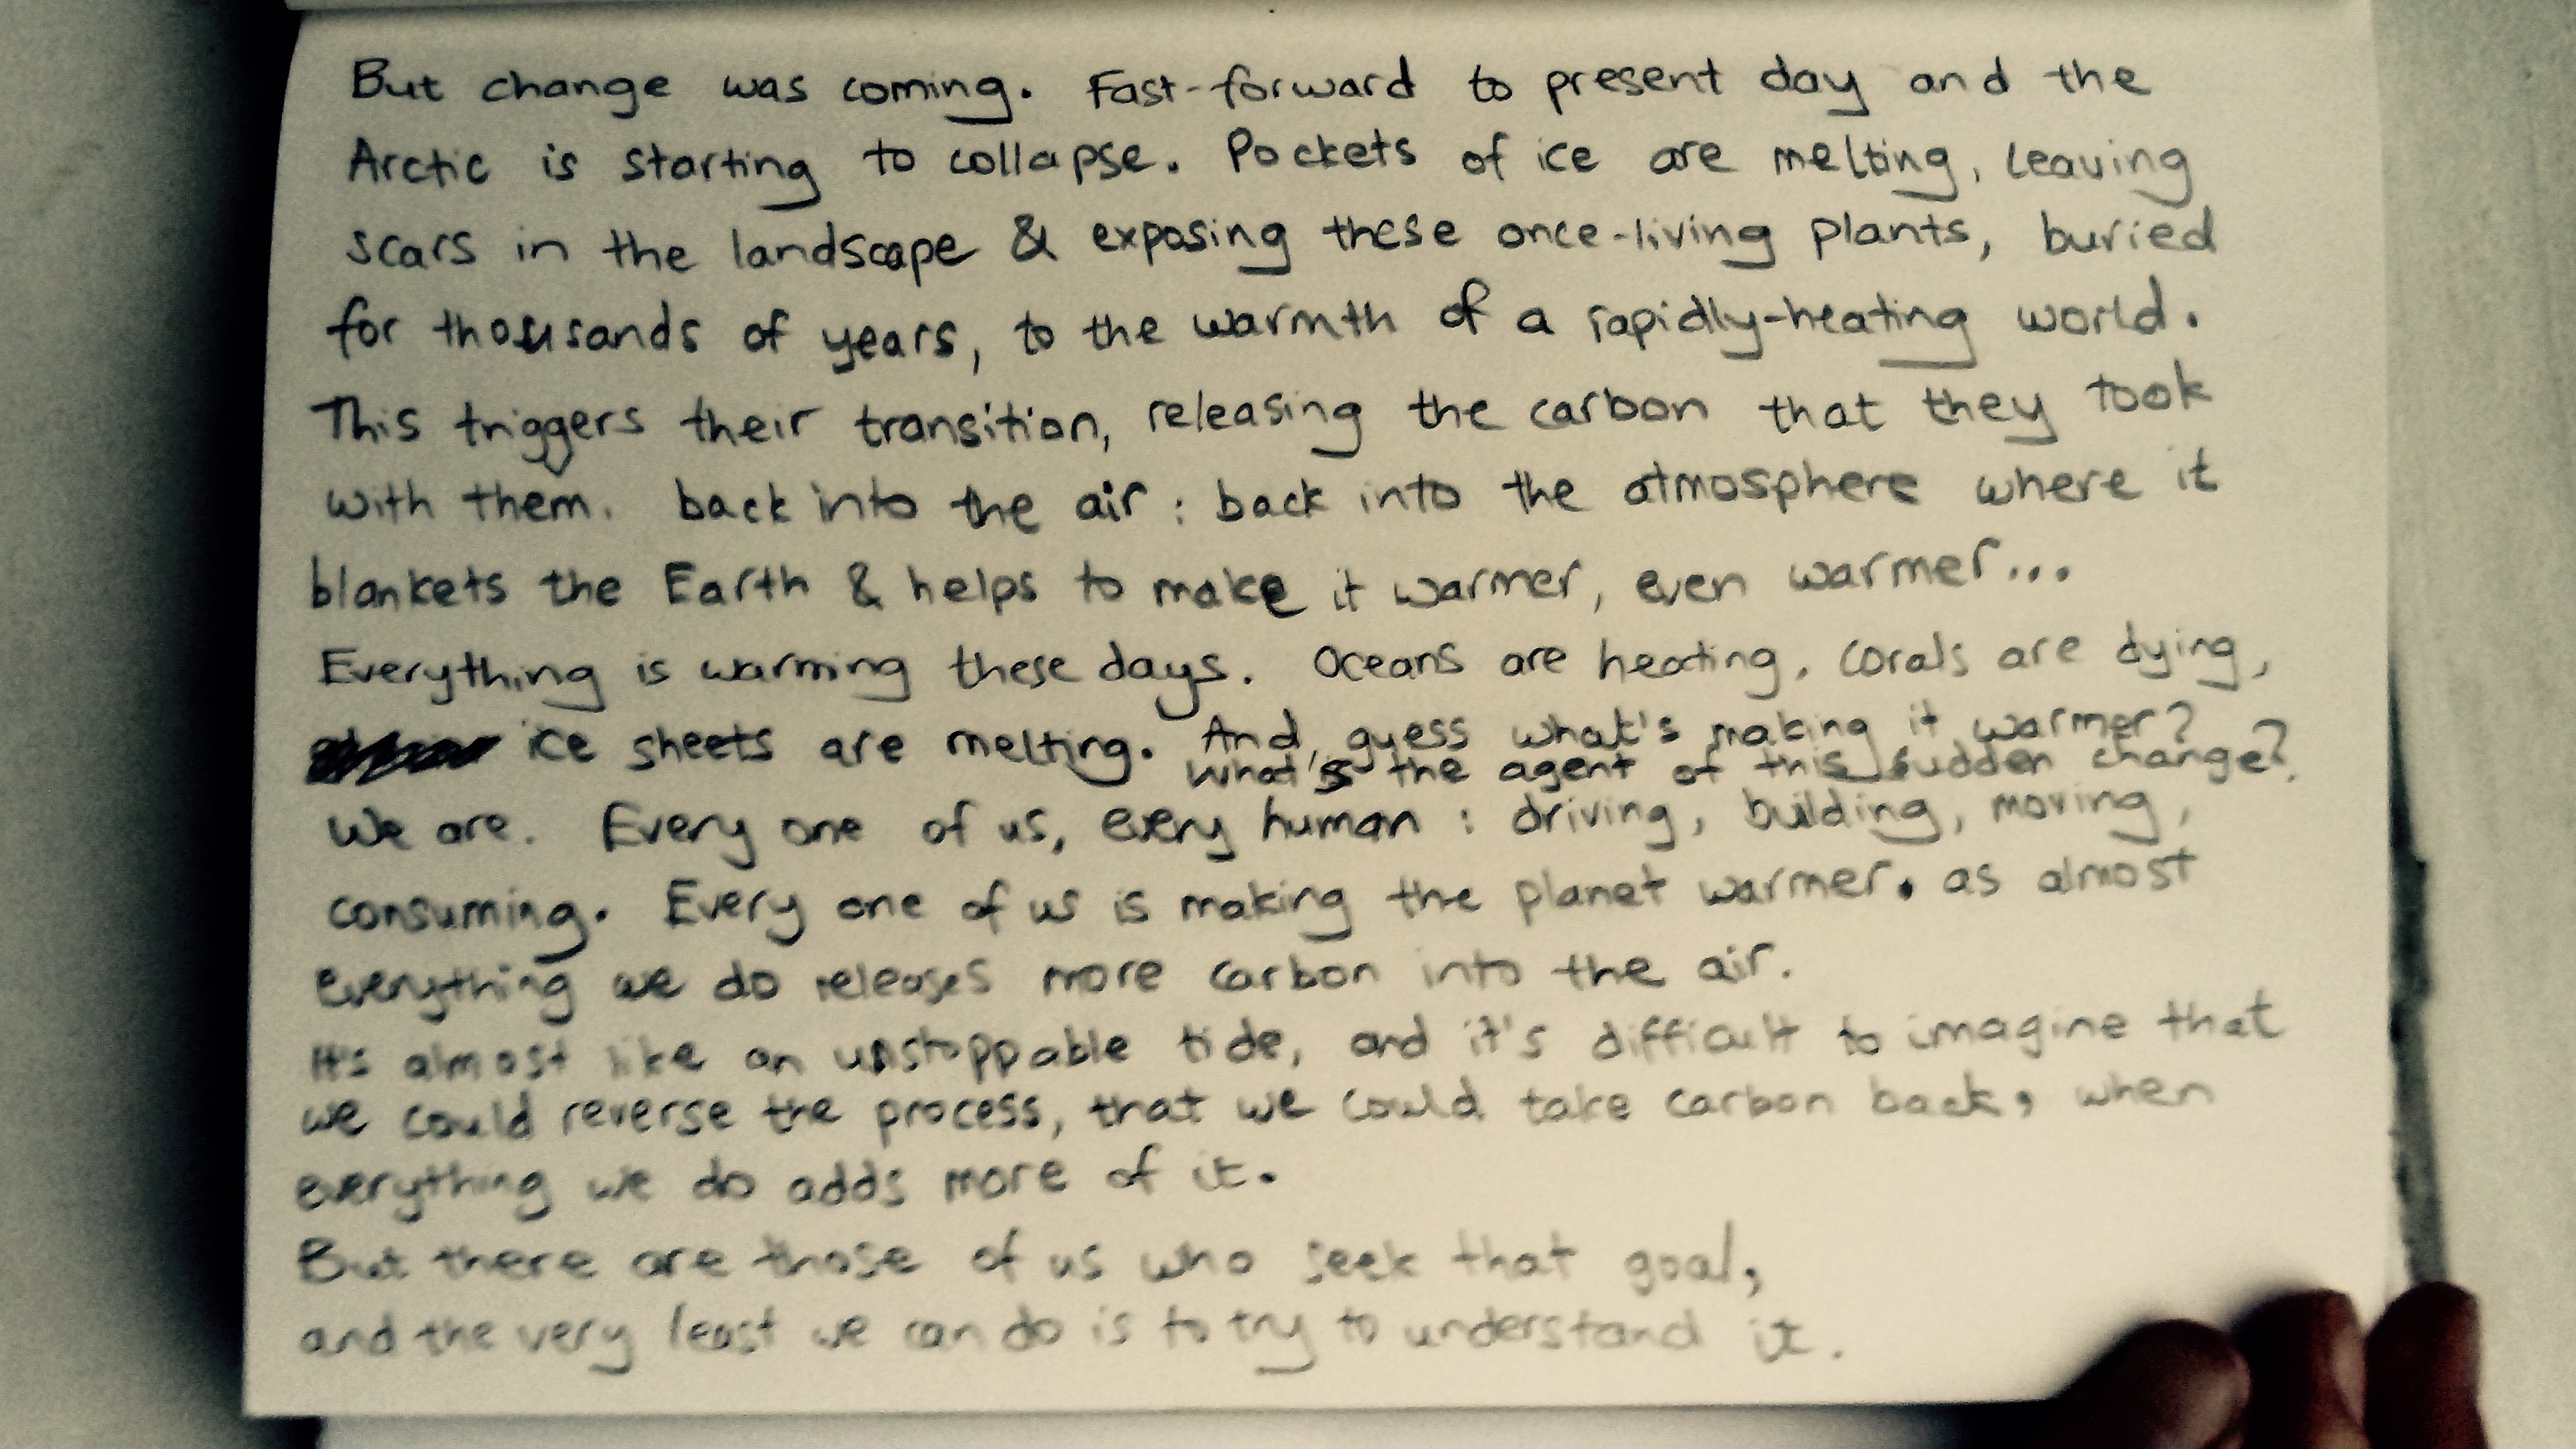 But change was coming. Fast-forward to present day and the
Arctic is starting to collapse. Pockets of ice are melting, leaving
scars in the landscape & exposing these once-living plants, buried
for thousands of years, to the warmth of a rapidly-heating world.
This triggers their transition, releasing the carbon that they took
with them. back into the air : back into the atmosphere where it
blankets the Earth & helps to make it warmer, even warmer...
Everything is warming these days. Oceans are heating, corals are dying,
ice sheets are melting. And, guess what's making it warmer?
What's the agent of this sudden change?
We are. Every one of us, every human : driving, building, moving,
consuming. Every one of us is making the planet warmer. as almost
everything we do releases more carbon into the air.
It's almost like an unstoppable tide, and it's difficult to imagine that
we could reverse the process, that we could take carbon back, when
everything we do adds more of it.
But there are those of us who seek that goal,
and the very least we can do is to try to understand it.